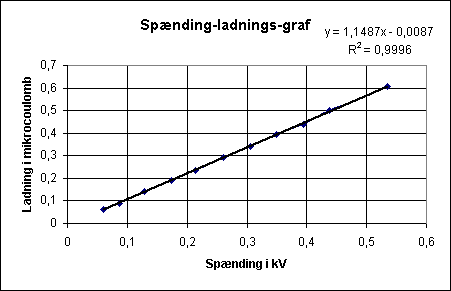 Spænding-ladnings-graf
y = 1,1487x - 0,0087
R² = 0,9996
Ladning i mikrocoulomb
0,7
0,6
0,5
0,4
0,3
0,2
0,1
0
0 0,1 0,2 0,3 0,4 0,5 0,6
Spænding i kV